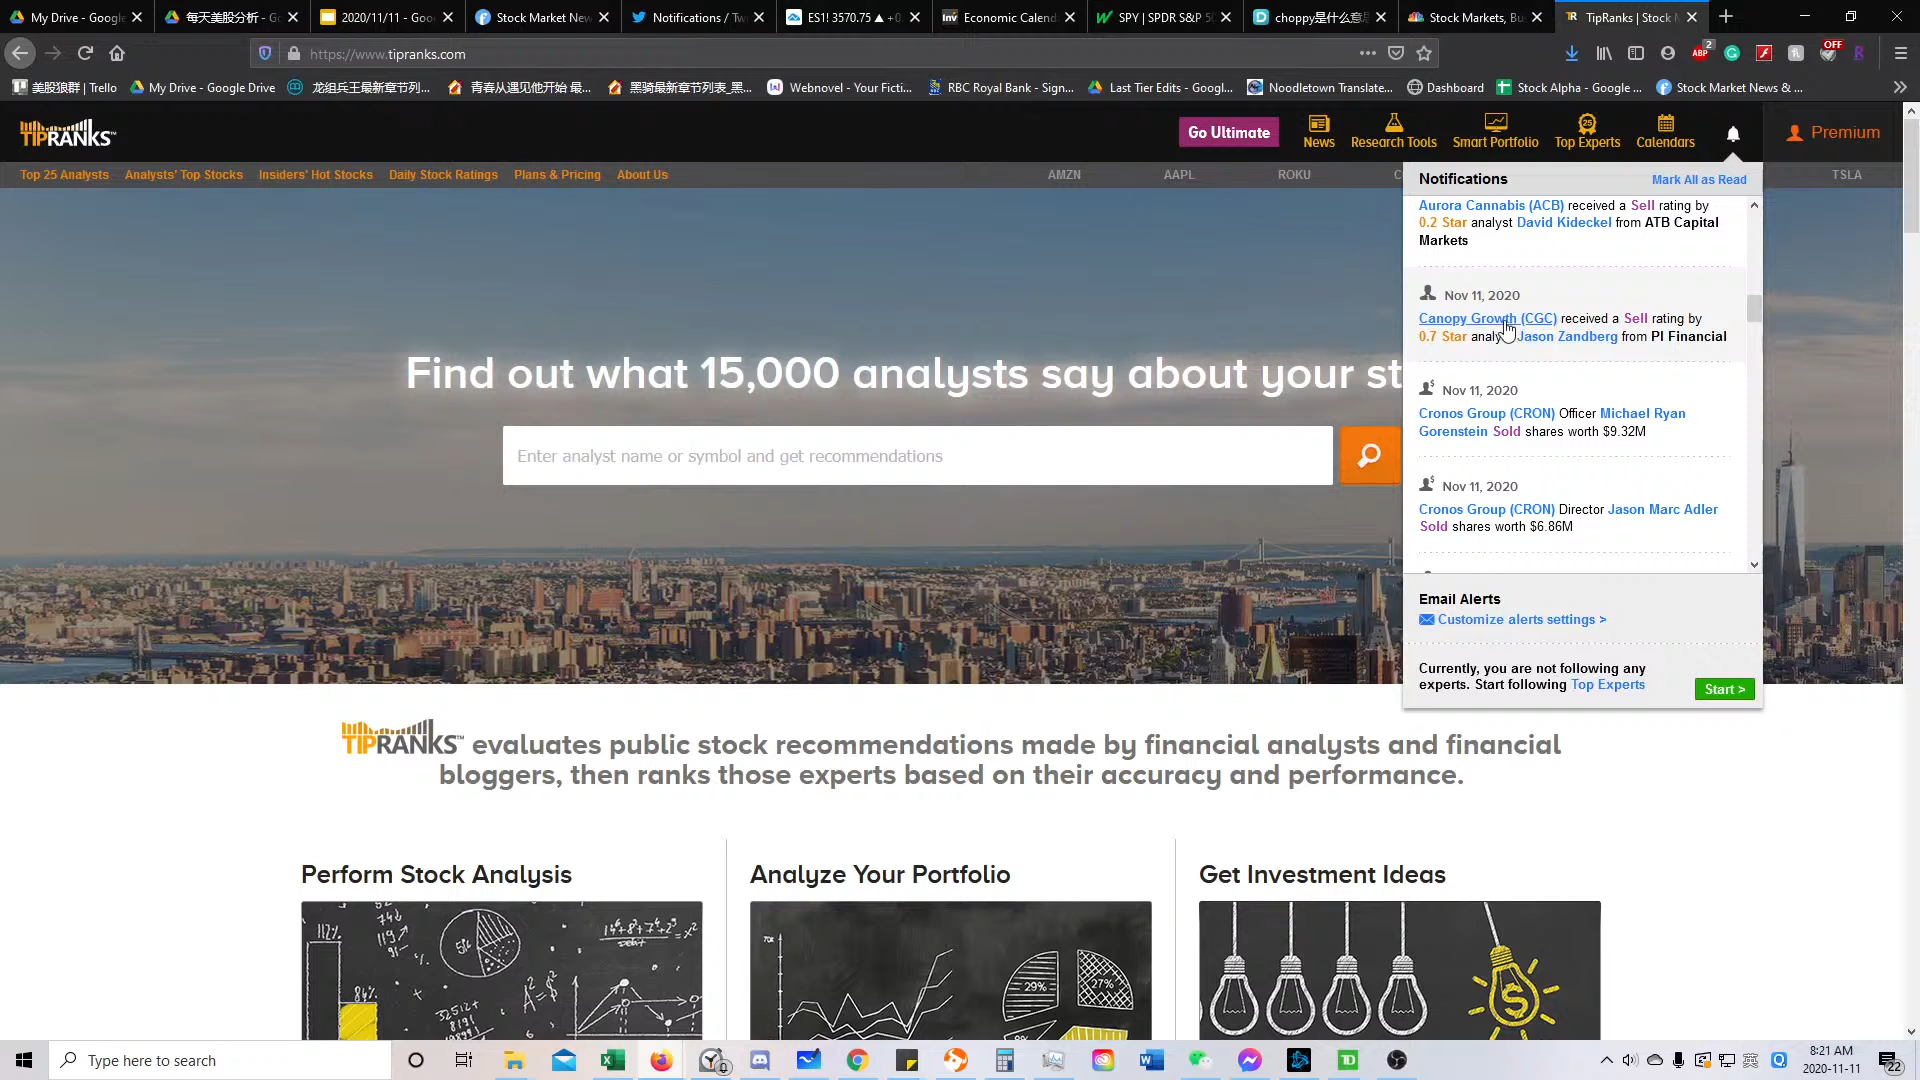 My Drive - Google
每天美股分析 - G
2020/11/11 - Goo
Stock Market New
Notifications / Tw
ES1! 3570.75 ▲ +0.
Economic Calend
SPY | SPDR S&P 50
choppy是什么意思
Stock Markets, Bu
TipRanks | Stock M
https://www.tipranks.com
2
OFF
美股狼群 | Trello
My Drive - Google Drive
龙组兵王最新章节列...
青春从遇见他开始 最...
黑骑最新章节列表_黑...
Webnovel - Your Ficti...
RBC Royal Bank - Sign...
Last Tier Edits - Googl...
Noodletown Translate...
Dashboard
Stock Alpha - Google ...
Stock Market News & ...
TIPRANKS™
Go Ultimate
News
Research Tools
Smart Portfolio
25
Top Experts
Calendars
Premium
Top 25 Analysts
Analysts' Top Stocks
Insiders' Hot Stocks
Daily Stock Ratings
Plans & Pricing
About Us
AMZN
AAPL
ROKU
TSLA
Notifications
Mark All as Read
Aurora Cannabis (ACB) received a Sell rating by
0.2 Star analyst David Kideckel from ATB Capital
Markets
Nov 11, 2020
Canopy Growth (CGC) received a Sell rating by
0.7 Star analy Jason Zandberg from PI Financial
Nov 11, 2020
Cronos Group (CRON) Officer Michael Ryan
Gorenstein Sold shares worth $9.32M
Nov 11, 2020
Cronos Group (CRON) Director Jason Marc Adler
Sold shares worth $6.86M
Email Alerts
Customize alerts settings >
Currently, you are not following any
experts. Start following Top Experts
Start >
Find out what 15,000 analysts say about your st
Enter analyst name or symbol and get recommendations
TIPRANKS evaluates public stock recommendations made by financial analysts and financial
bloggers, then ranks those experts based on their accuracy and performance.
Perform Stock Analysis
Analyze Your Portfolio
Get Investment Ideas
112%
84%
5%
29%
27%
Type here to search
英
8:21 AM
2020-11-11
22